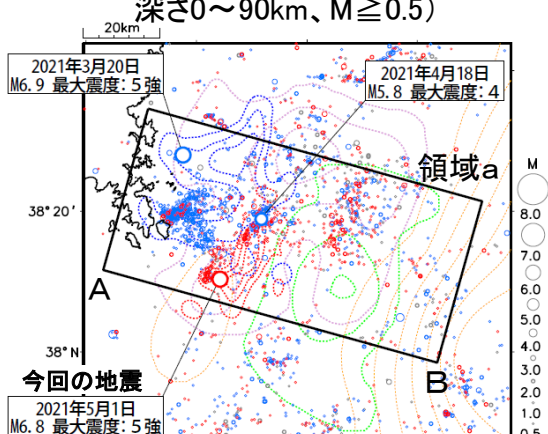 深さ0～90km、M≧0.5）
20km
2021年3月20日
M6.9 最大震度：５強
2021年4月18日
M5.8 最大震度：４
領域a
M
38°20′
8.0
7.0
6.0
5.0
4.0
3.0
2.0
1.0
0.5
A
38°N
B
今回の地震
2021年5月1日
M6.8 最大震度：５強